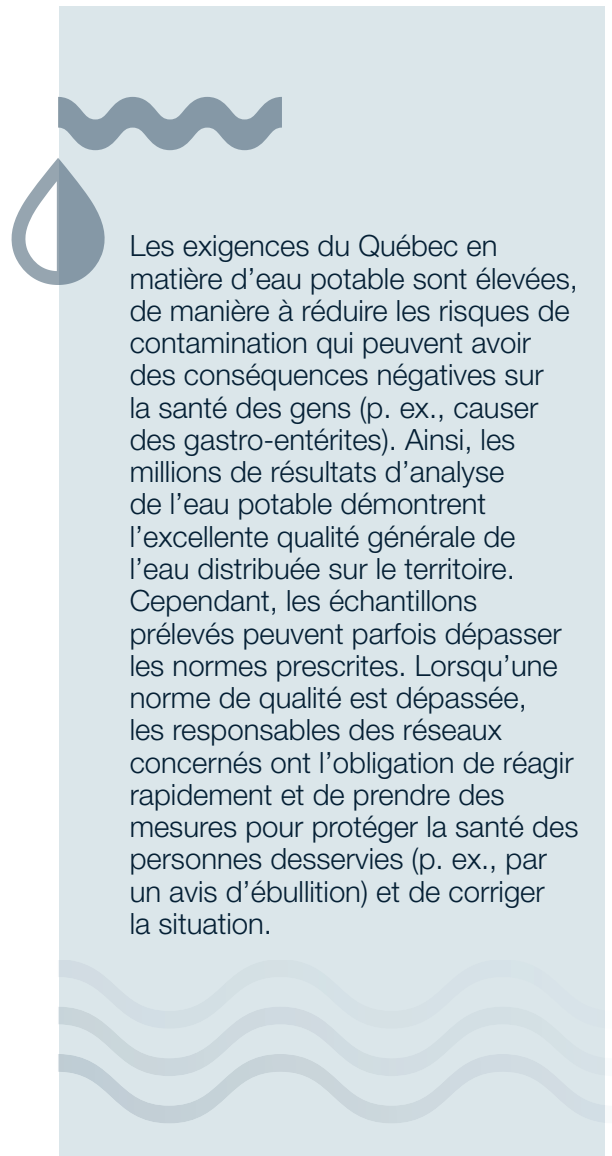 Les exigences du Québec en
matière d’eau potable sont élevées,
de manière à réduire les risques de
contamination qui peuvent avoir
des conséquences négatives sur
la santé des gens (p. ex., causer
des gastro-entérites). Ainsi, les
millions de résultats d’analyse
de l’eau potable démontrent
l’excellente qualité générale de
l’eau distribuée sur le territoire.
Cependant, les échantillons
prélevés peuvent parfois dépasser
les normes prescrites. Lorsqu’une
norme de qualité est dépassée,
les responsables des réseaux
concernés ont l’obligation de réagir
rapidement et de prendre des
mesures pour protéger la santé des
personnes desservies (p. ex., par
un avis d’ébullition) et de corriger
la situation.